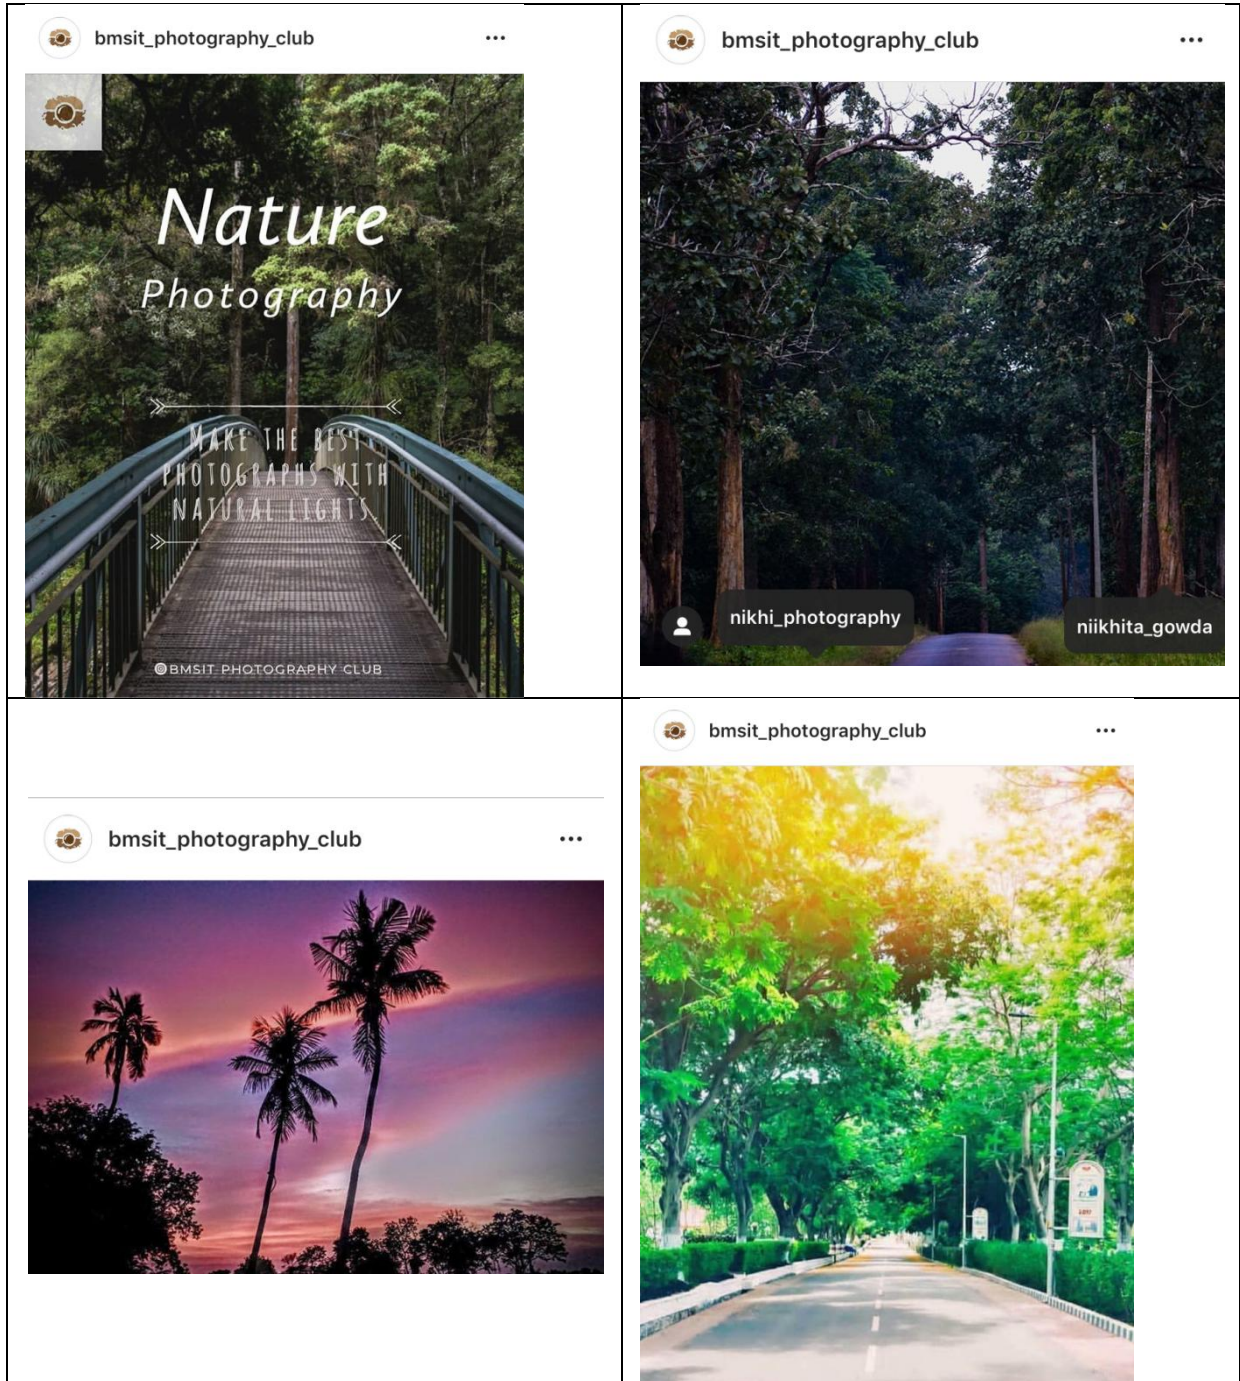 bmsit_photography_club
Nature
Photography
MAKE THE BEST
PHOTOGRAPHS WITH
NATURAL LIGHTS
BMSIT PHOTOGRAPHY CLUB
bmsit_photography_club
nikhi_photography
niikhita_gowda
bmsit_photography_club
bmsit_photography_club